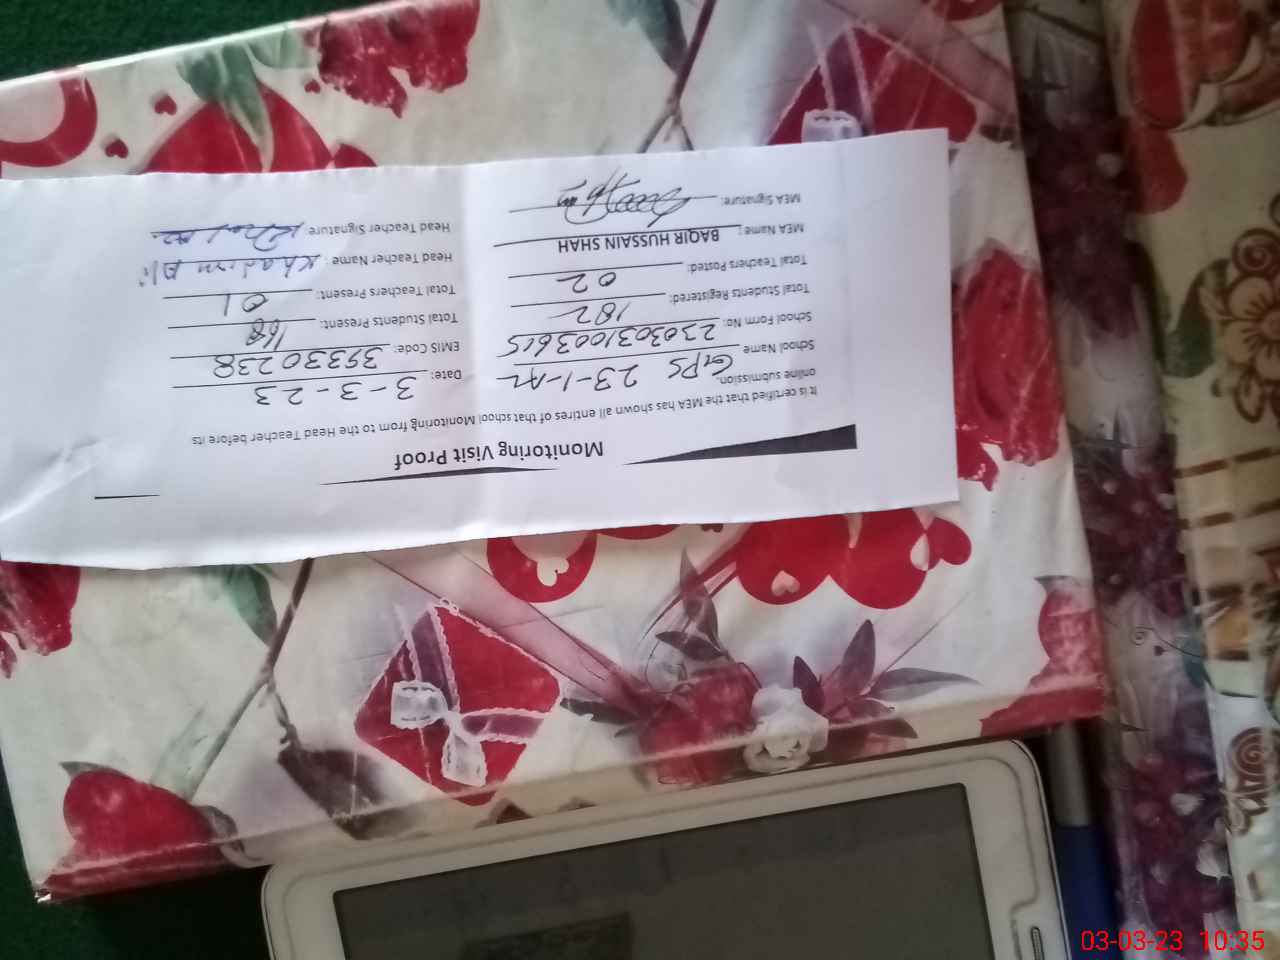 Monitoring Visit Proof
It is certified that the MEA has shown all entires of that school Monitoring from to the Head Teacher before its
online submission.
School Name GPS 23-1-AL
Date: 3-3-23
School Form No:
EMIS Code: 39330238
Total Students Registered: 182
Total Students Present: 168
Total Teachers Posted: 02
Total Teachers Present: 01
MEA Name: BAQIR HUSSAIN SHAH
Head Teacher Name: Khadim Ali
MEA Signature:
Head Teacher Signature:
03-03-23 10:35